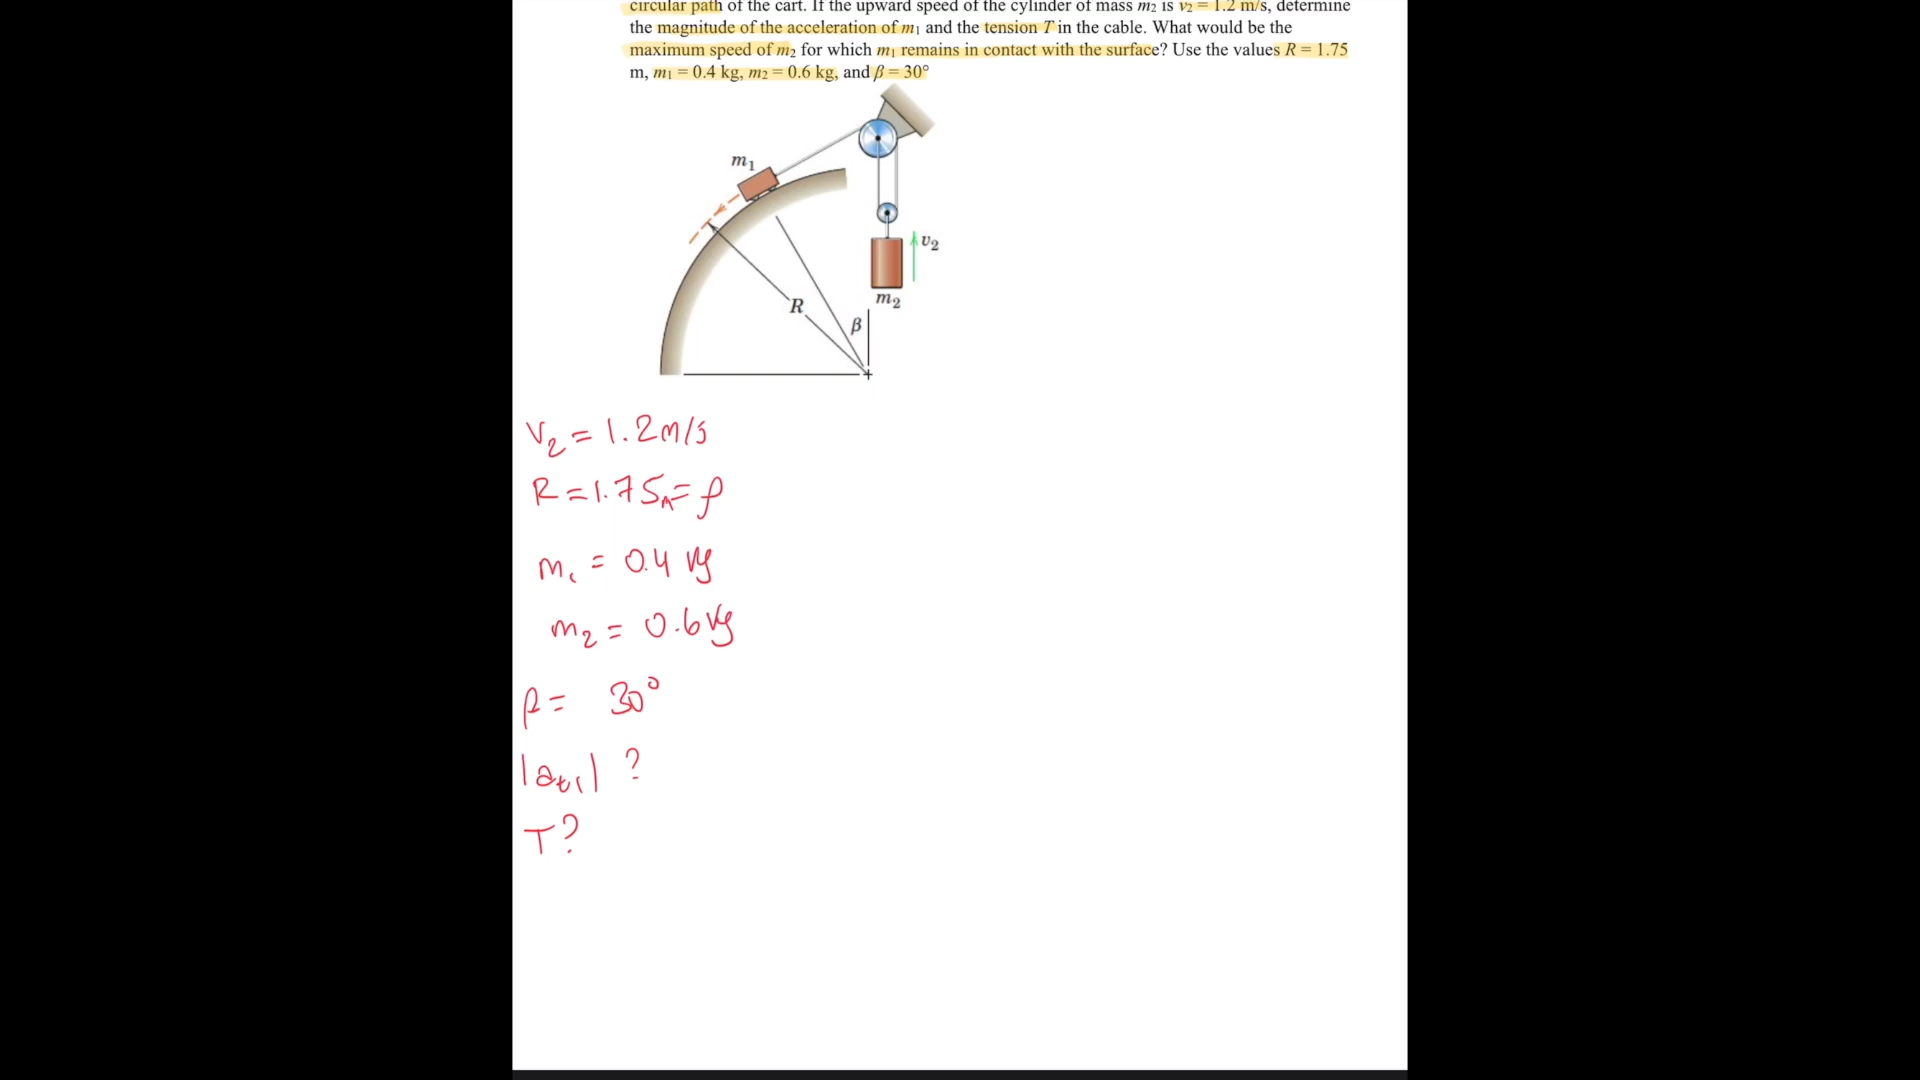 circular path of the cart. If the upward speed of the cylinder of mass m2 is v2 = 1.2 m/s, determine
the magnitude of the acceleration of m1 and the tension T in the cable. What would be the
maximum speed of m2 for which m1 remains in contact with the surface? Use the values R = 1.75
m, m1 = 0.4 kg, m2 = 0.6 kg, and β = 30°
m1
v2
m2
R
β
V2 = 1.2 m/s
R = 1.75m = ρ
m1 = 0.4 kg
m2 = 0.6 kg
β = 30°
|at1| ?
T?